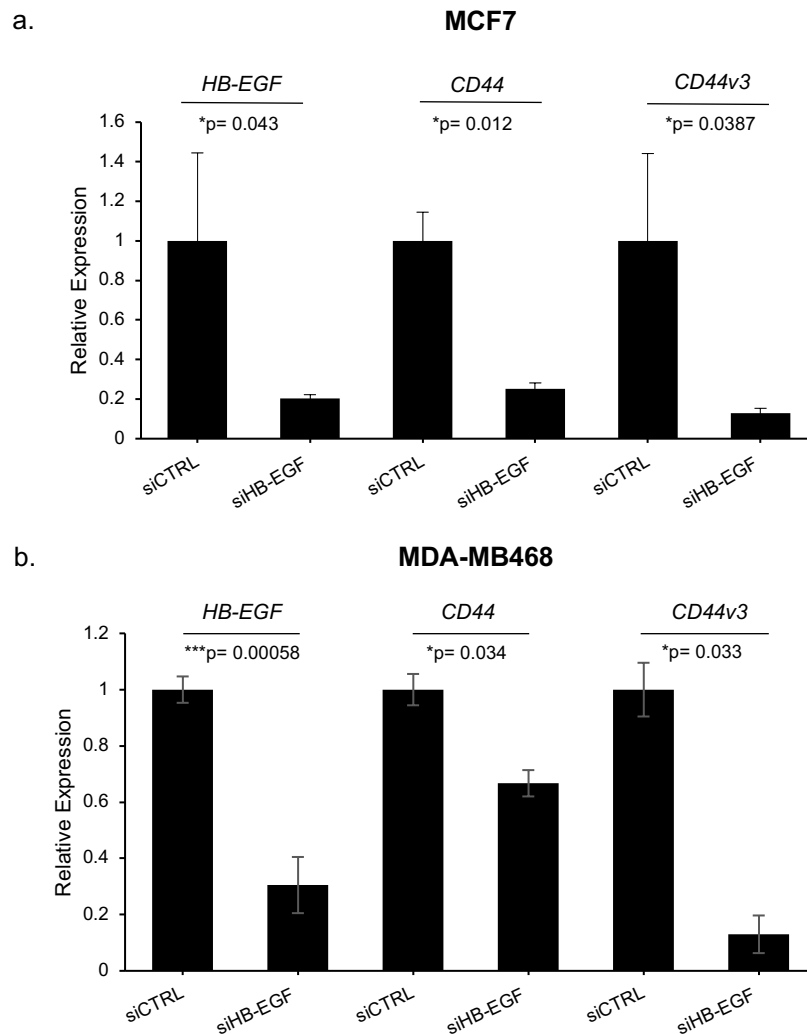 a.
MCF7
HB-EGF CD44 CD44v3
*p= 0.043 *p= 0.012 *p= 0.0387
Relative Expression
1.6
1.4
1.2
1
0.8
0.6
0.4
0.2
0
siCTRL siHB-EGF siCTRL siHB-EGF siCTRL siHB-EGF
b.
MDA-MB468
HB-EGF CD44 CD44v3
***p= 0.00058 *p= 0.034 *p= 0.033
Relative Expression
1.2
1
0.8
0.6
0.4
0.2
0
siCTRL siHB-EGF siCTRL siHB-EGF siCTRL siHB-EGF